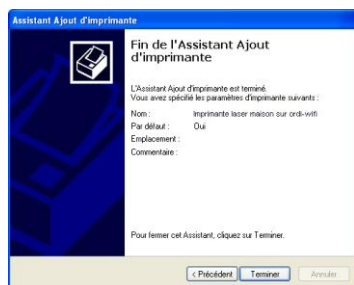 Assistant Ajout d'imprimante
Fin de l'Assistant Ajout
d'imprimante
L'Assistant Ajout d'imprimante est terminé.
Vous avez spécifié les paramètres d'imprimante suivants :
Nom : Imprimante laser maison sur ordi-wifi
Par défaut : Oui
Emplacement :
Commentaire :
Pour fermer cet Assistant, cliquez sur Terminer.
< Précédent Terminer Annuler